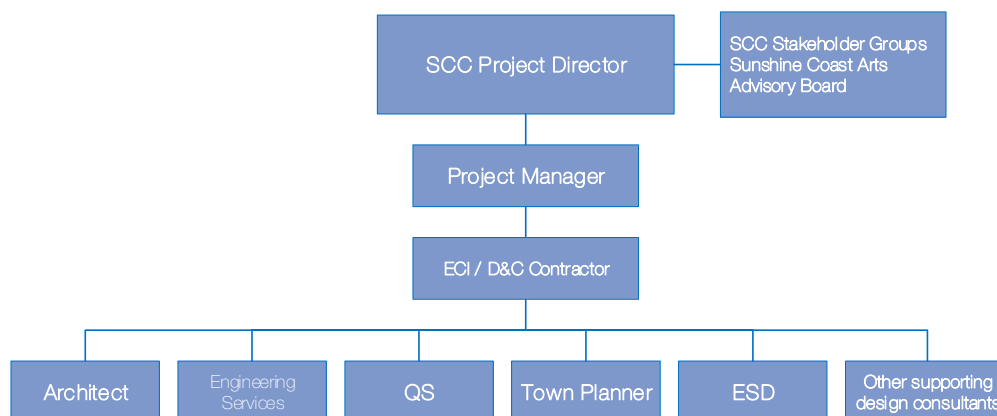 SCC Project Director
SCC Stakeholder Groups
Sunshine Coast Arts
Advisory Board
Project Manager
ECI / D&C Contractor
Architect
Engineering
Services
QS
Town Planner
ESD
Other supporting
design consultants